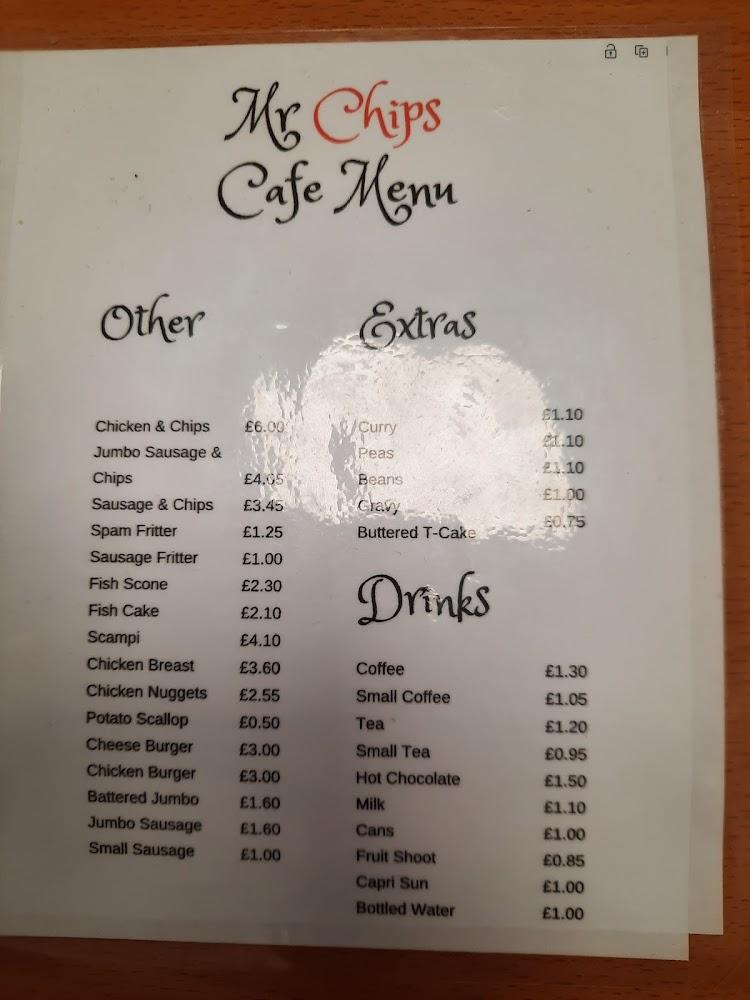 Mr Chips
Cafe Menu
Other
Chicken & Chips £6.00
Jumbo Sausage &
Chips
Sausage & Chips £3.45
Spam Fritter £1.25
Sausage Fritter £1.00
Fish Scone £2.30
Fish Cake £2.10
Scampi £4.10
Chicken Breast £3.60
Chicken Nuggets £2.55
Potato Scallop £0.50
Cheese Burger £3.00
Chicken Burger £3.00
Battered Jumbo £1.60
Jumbo Sausage £1.60
Small Sausage £1.00
Extras
Curry £1.10
Peas £1.10
Beans £1.10
Gravy £1.00
Buttered T-Cake £0.75
Drinks
Coffee £1.30
Small Coffee £1.05
Tea £1.20
Small Tea £0.95
Hot Chocolate £1.50
Milk £1.10
Cans £1.00
Fruit Shoot £0.85
Capri Sun £1.00
Bottled Water £1.00